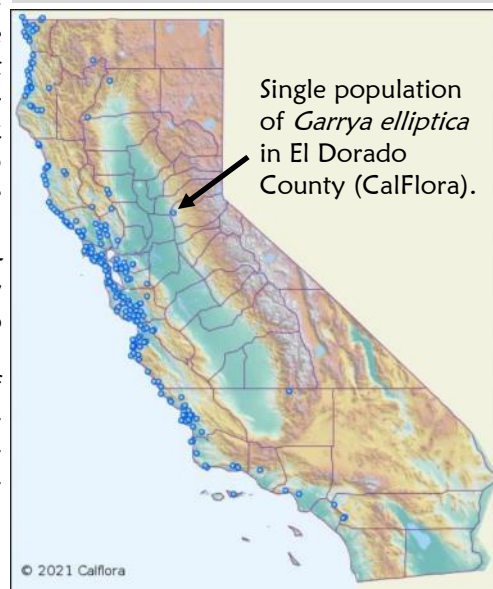 Single population
of Garrya elliptica
in El Dorado
County (CalFlora).
© 2021 Calflora